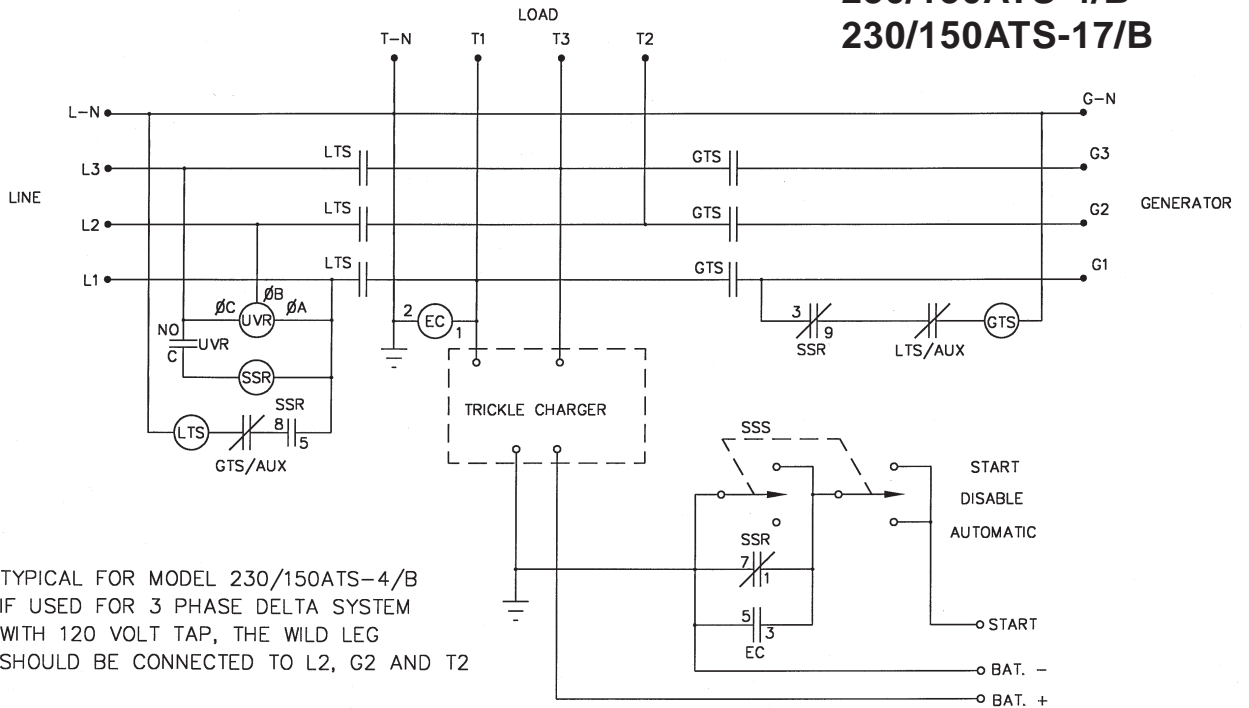 230/150ATS-4/B
230/150ATS-17/B
LOAD
T-N T1 T3 T2
L-N
G-N
LTS
GTS
L3
G3
LINE
LTS
GTS
L2
G2
GENERATOR
LTS
GTS
L1
G1
ØC ØB ØA
UVR
2 EC 1
3 9
SSR
LTS/AUX
GTS
NO
C
UVR
SSR
SSR
LTS
8 5
GTS/AUX
TRICKLE CHARGER
SSS
START
DISABLE
AUTOMATIC
SSR
7 1
5 3
EC
START
BAT. -
BAT. +
TYPICAL FOR MODEL 230/150ATS-4/B
IF USED FOR 3 PHASE DELTA SYSTEM
WITH 120 VOLT TAP, THE WILD LEG
SHOULD BE CONNECTED TO L2, G2 AND T2